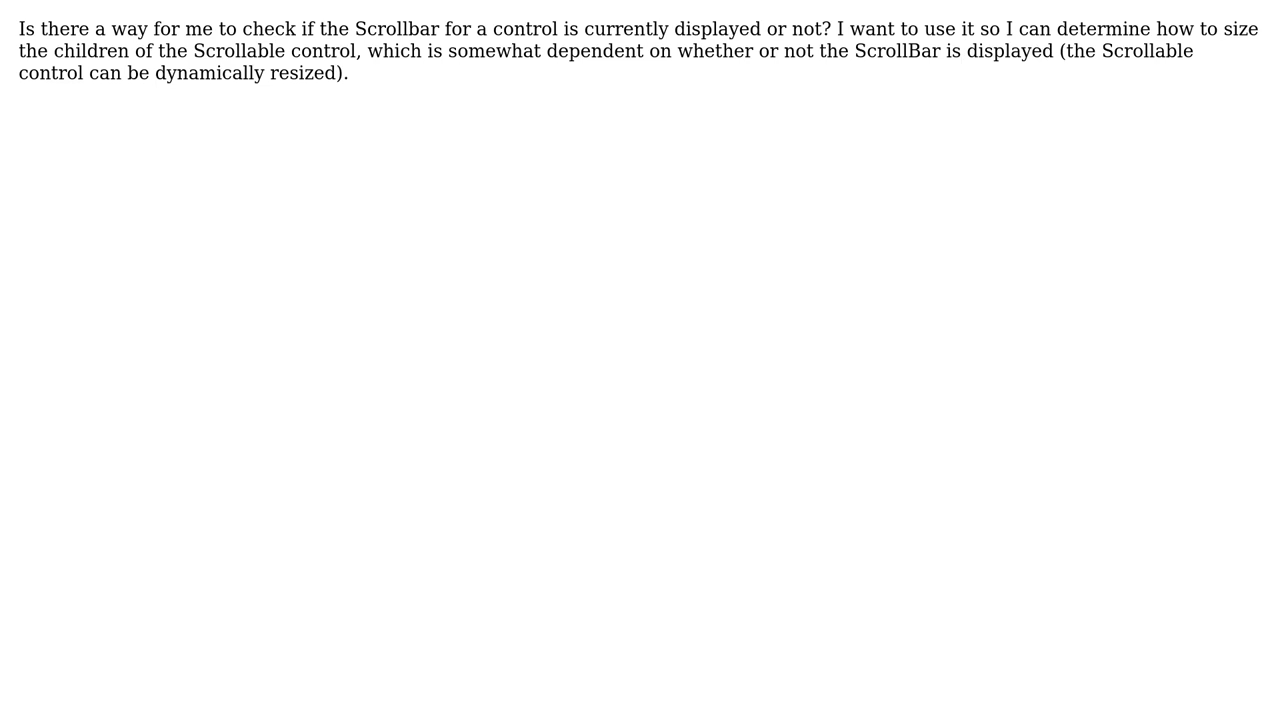 Is there a way for me to check if the Scrollbar for a control is currently displayed or not? I want to use it so I can determine how to size
the children of the Scrollable control, which is somewhat dependent on whether or not the ScrollBar is displayed (the Scrollable
control can be dynamically resized).